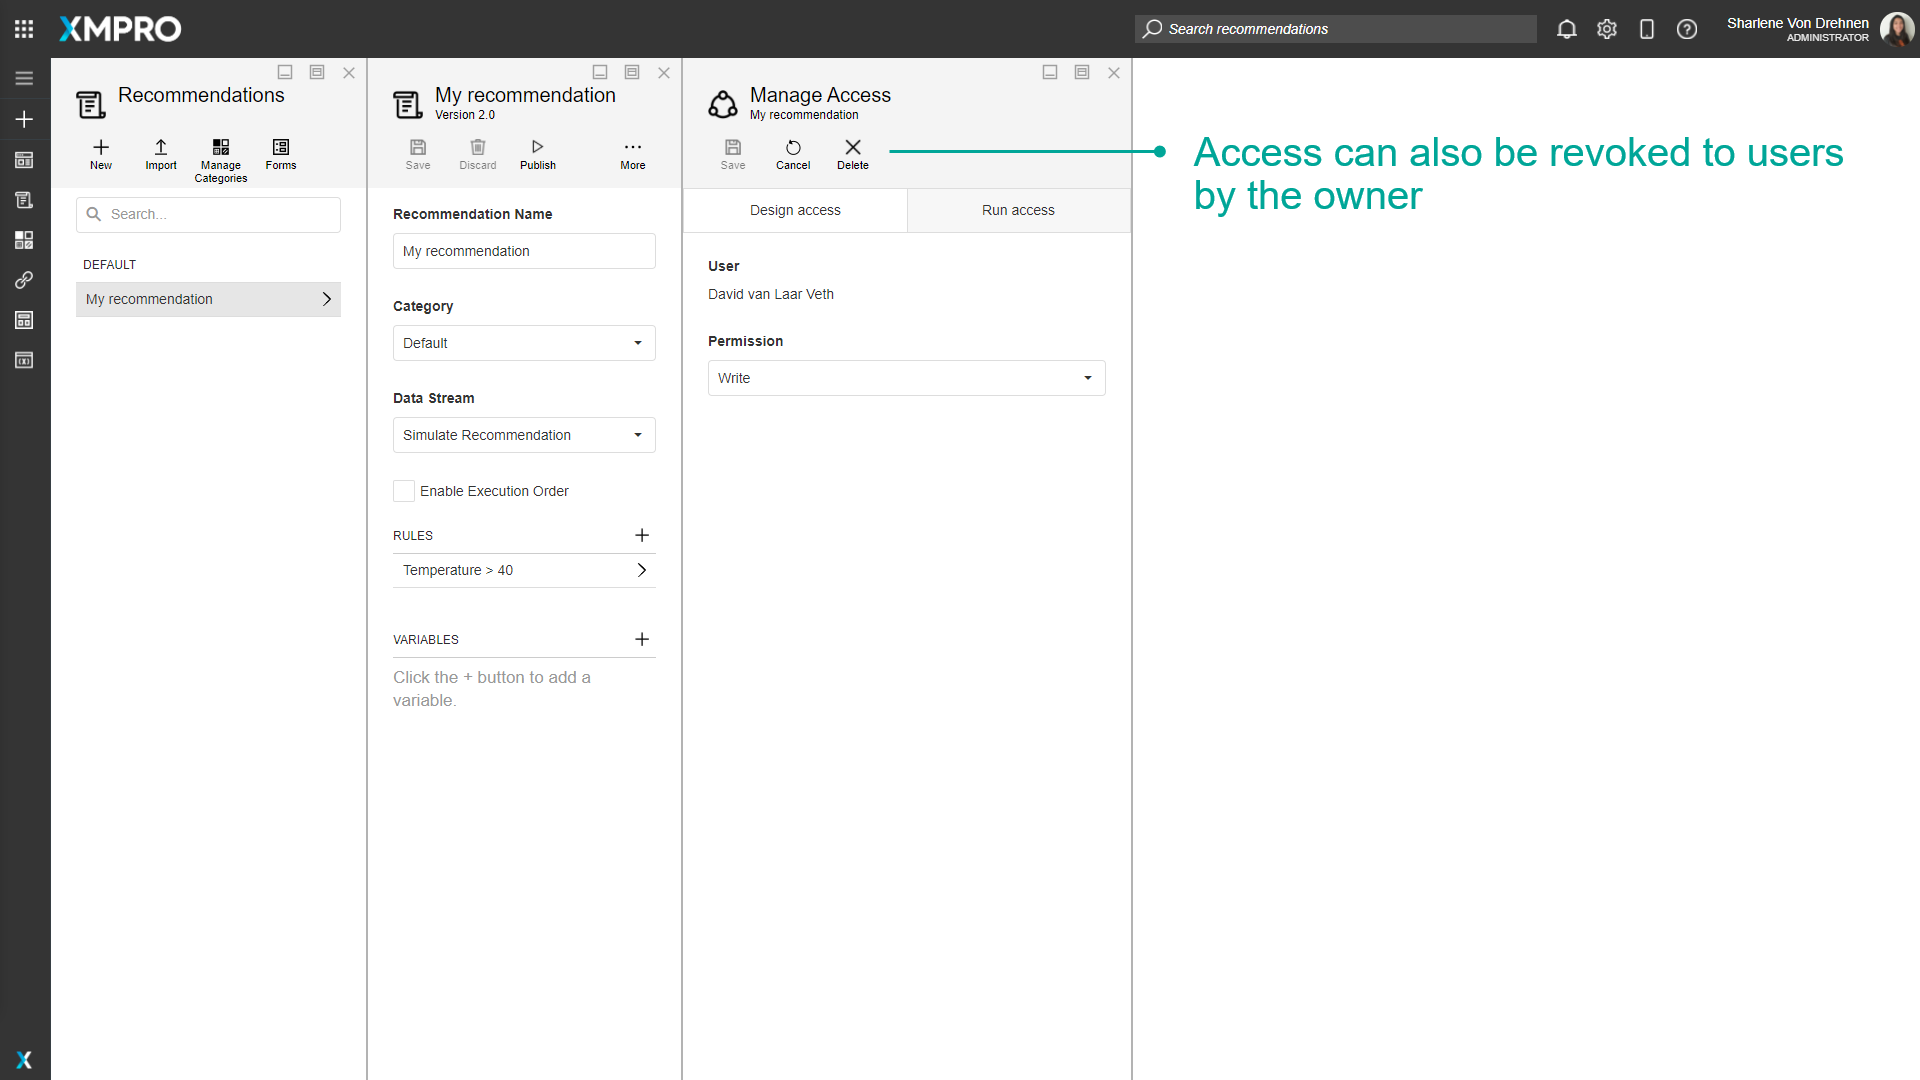 XMPRO
Search recommendations
Sharlene Von Drehnen
ADMINISTRATOR
Recommendations
New
Import
Manage
Categories
Forms
Search...
DEFAULT
My recommendation
My recommendation
Version 2.0
Save
Discard
Publish
More
Recommendation Name
My recommendation
Category
Default
Data Stream
Simulate Recommendation
Enable Execution Order
RULES
Temperature > 40
VARIABLES
Click the + button to add a
variable.
Manage Access
My recommendation
Save
Cancel
Delete
Design access
Run access
User
David van Laar Veth
Permission
Write
Access can also be revoked to users
by the owner